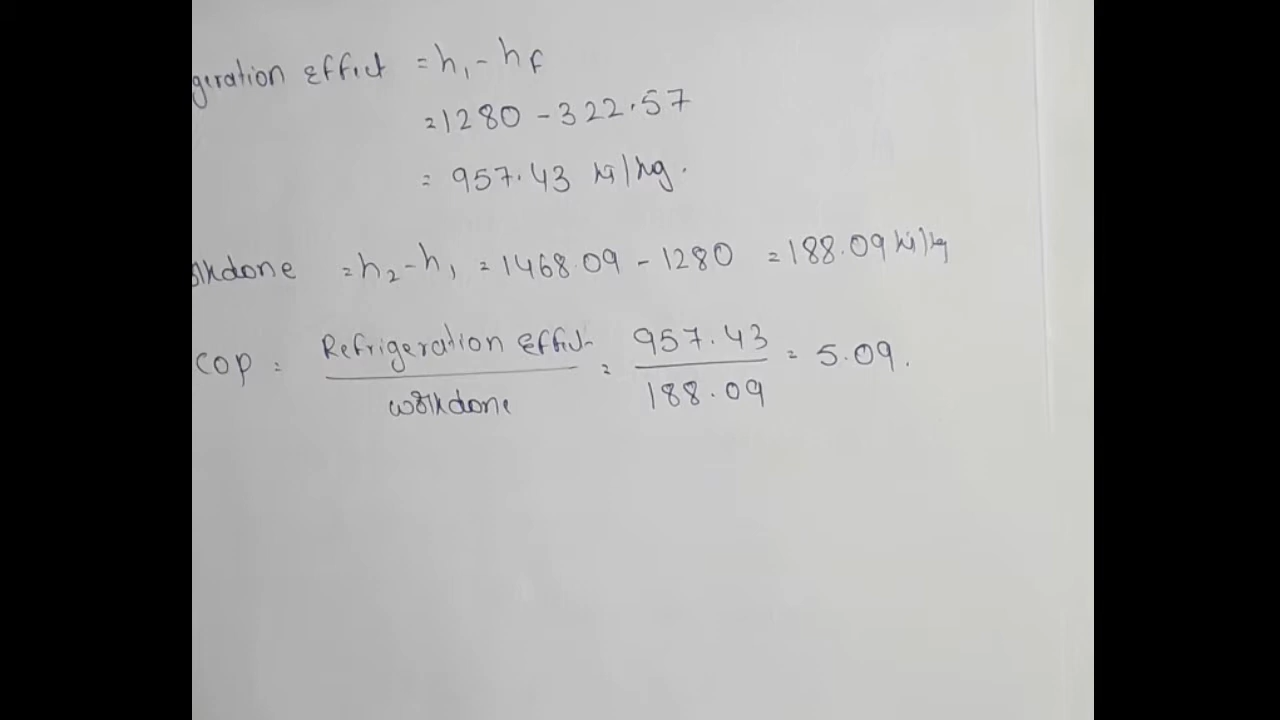 geration Effect = h₁ - hf
= 1280 - 322.57
= 957.43 kJ/kg.
rkdone = h₂ - h₁ = 1468.09 - 1280 = 188.09 kJ/kg
COP = Refrigeration Effect / workdone = 957.43 / 188.09 = 5.09.